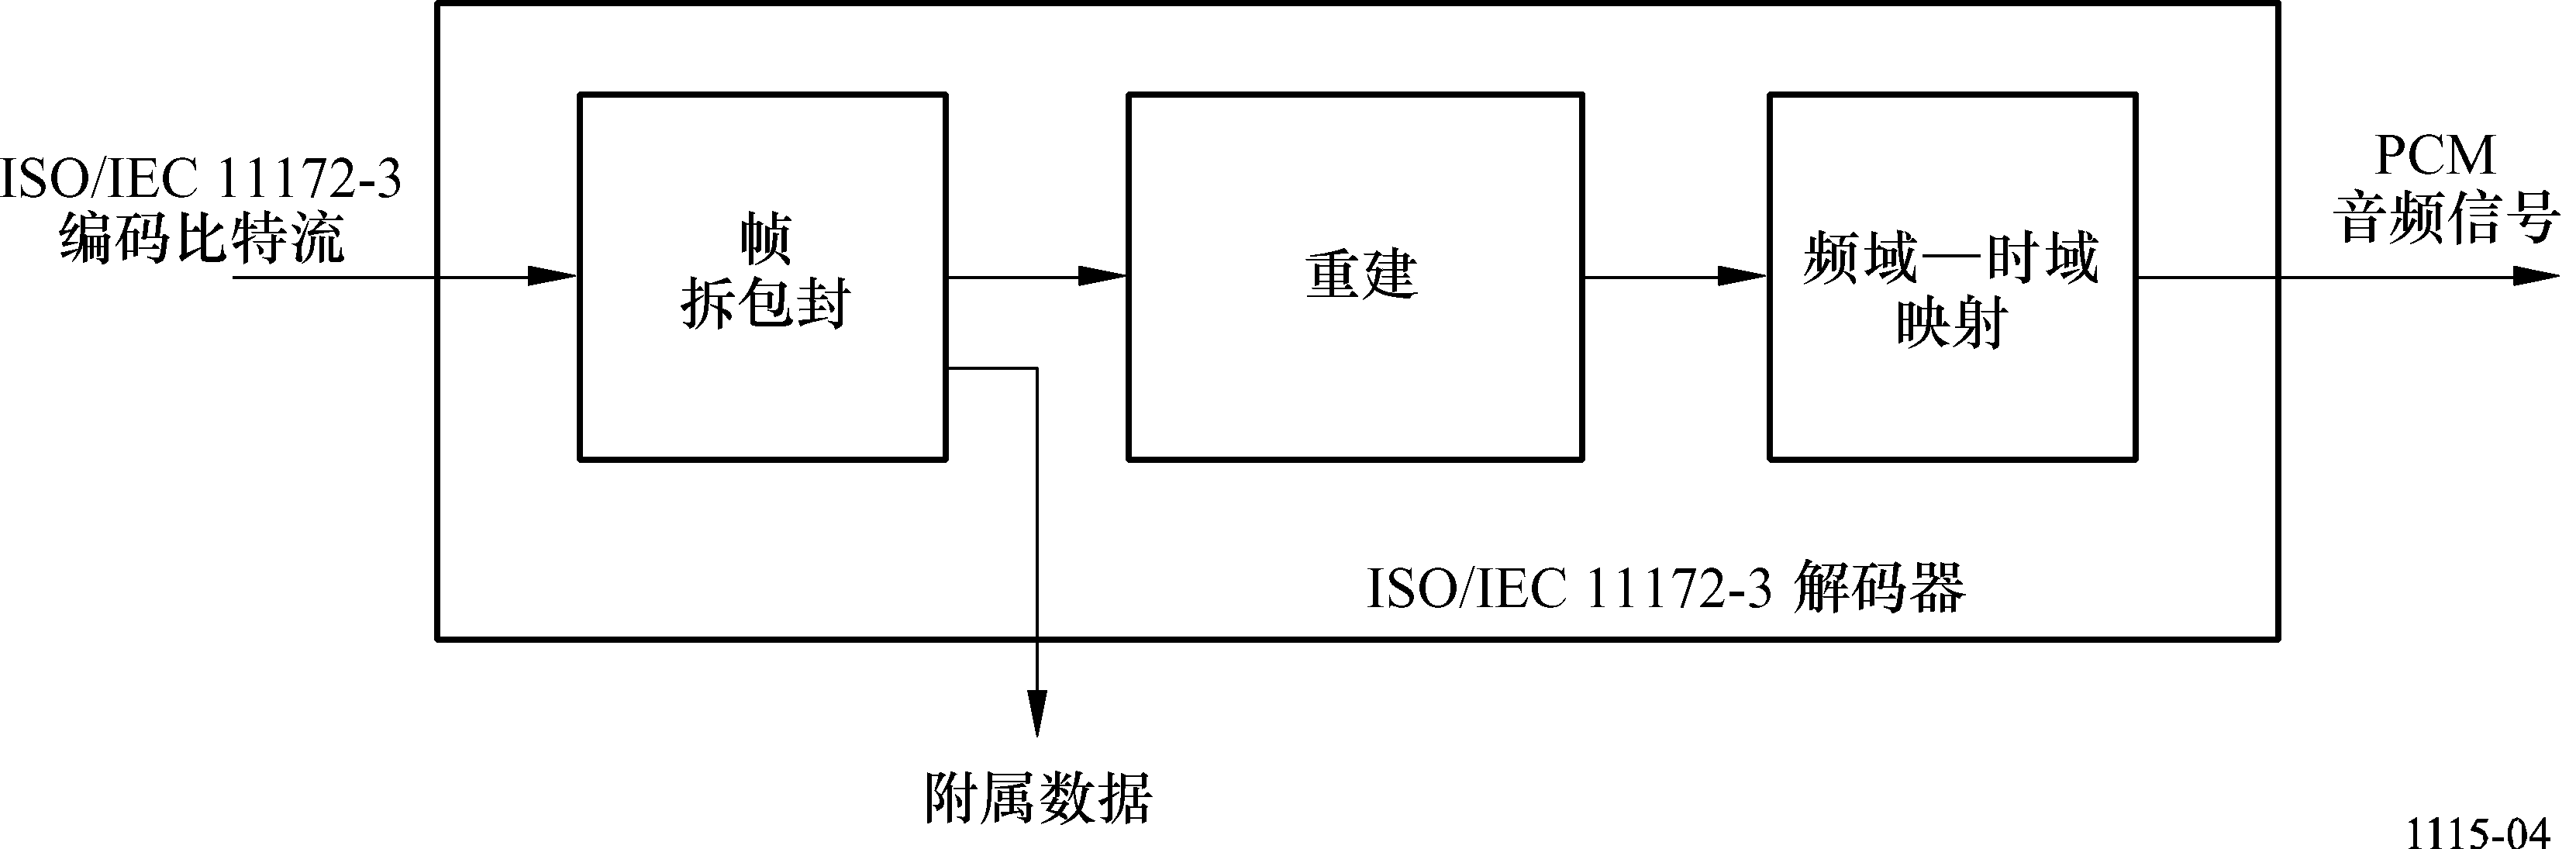 ISO/IEC 11172-3
编码比特流
帧
拆包封
重建
频域—时域
映射
PCM
音频信号
ISO/IEC 11172-3 解码器
附属数据
1115-04